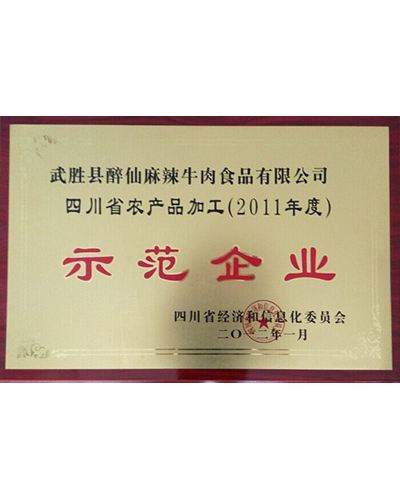 武胜县醉仙麻辣牛肉食品有限公司
四川省农产品加工(2011年度)
示范企业
四川省经济和信息化委员会
二〇一二年一月